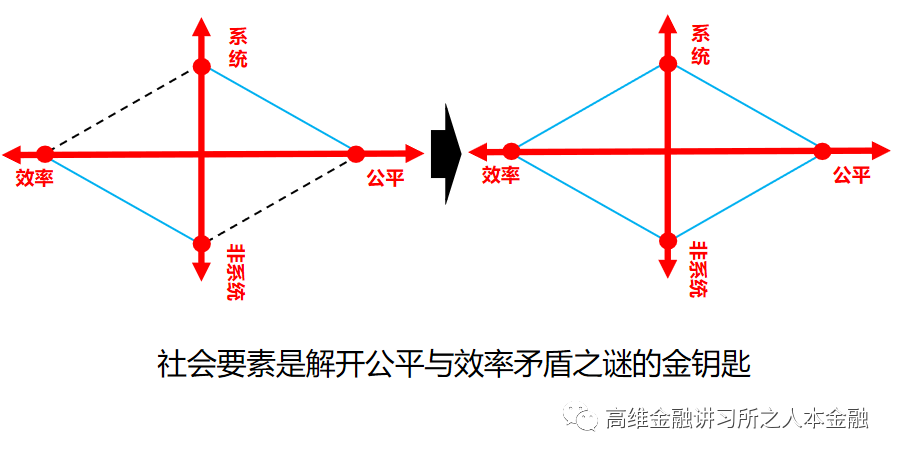 系统
系统
效率
公平
效率
公平
非系统
非系统
社会要素是解开公平与效率矛盾之谜的金钥匙
高维金融讲习所之人本金融